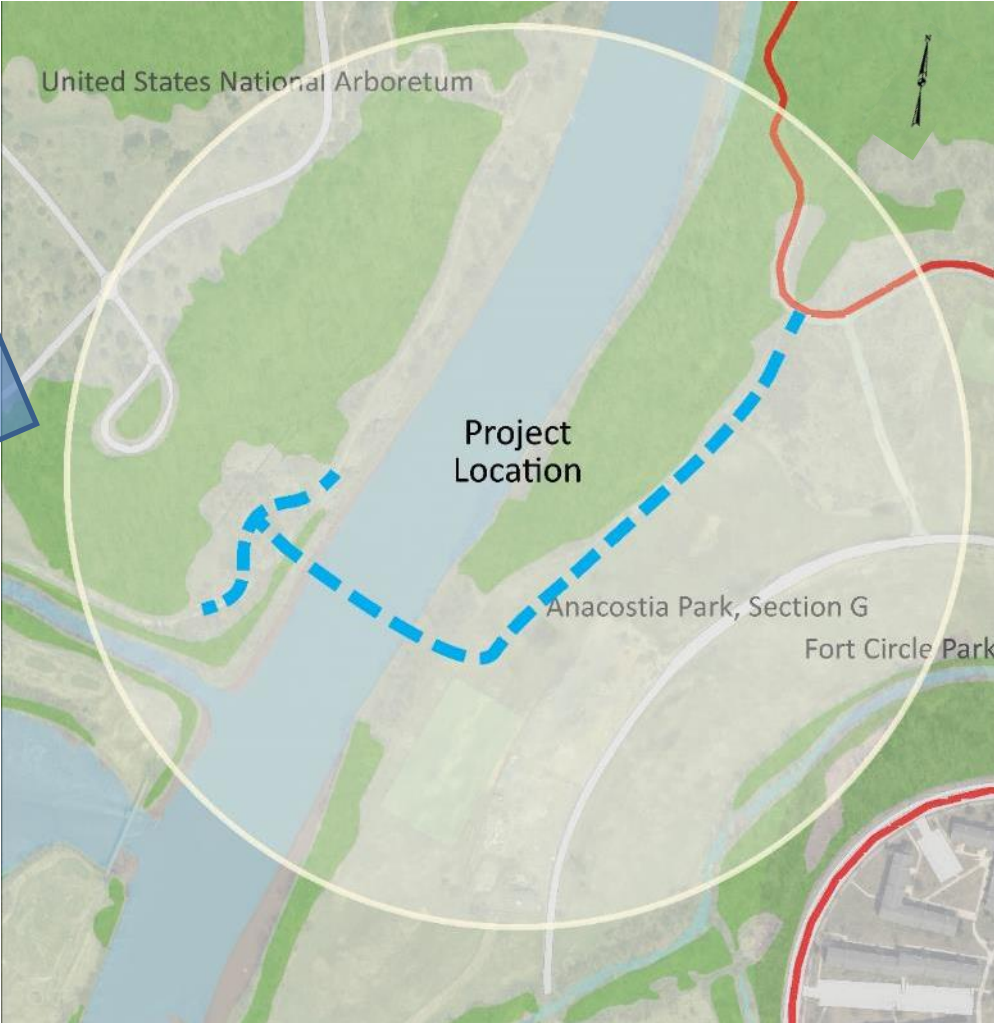 N
United States National Arboretum
Project
Location
Anacostia Park, Section G
Fort Circle Park